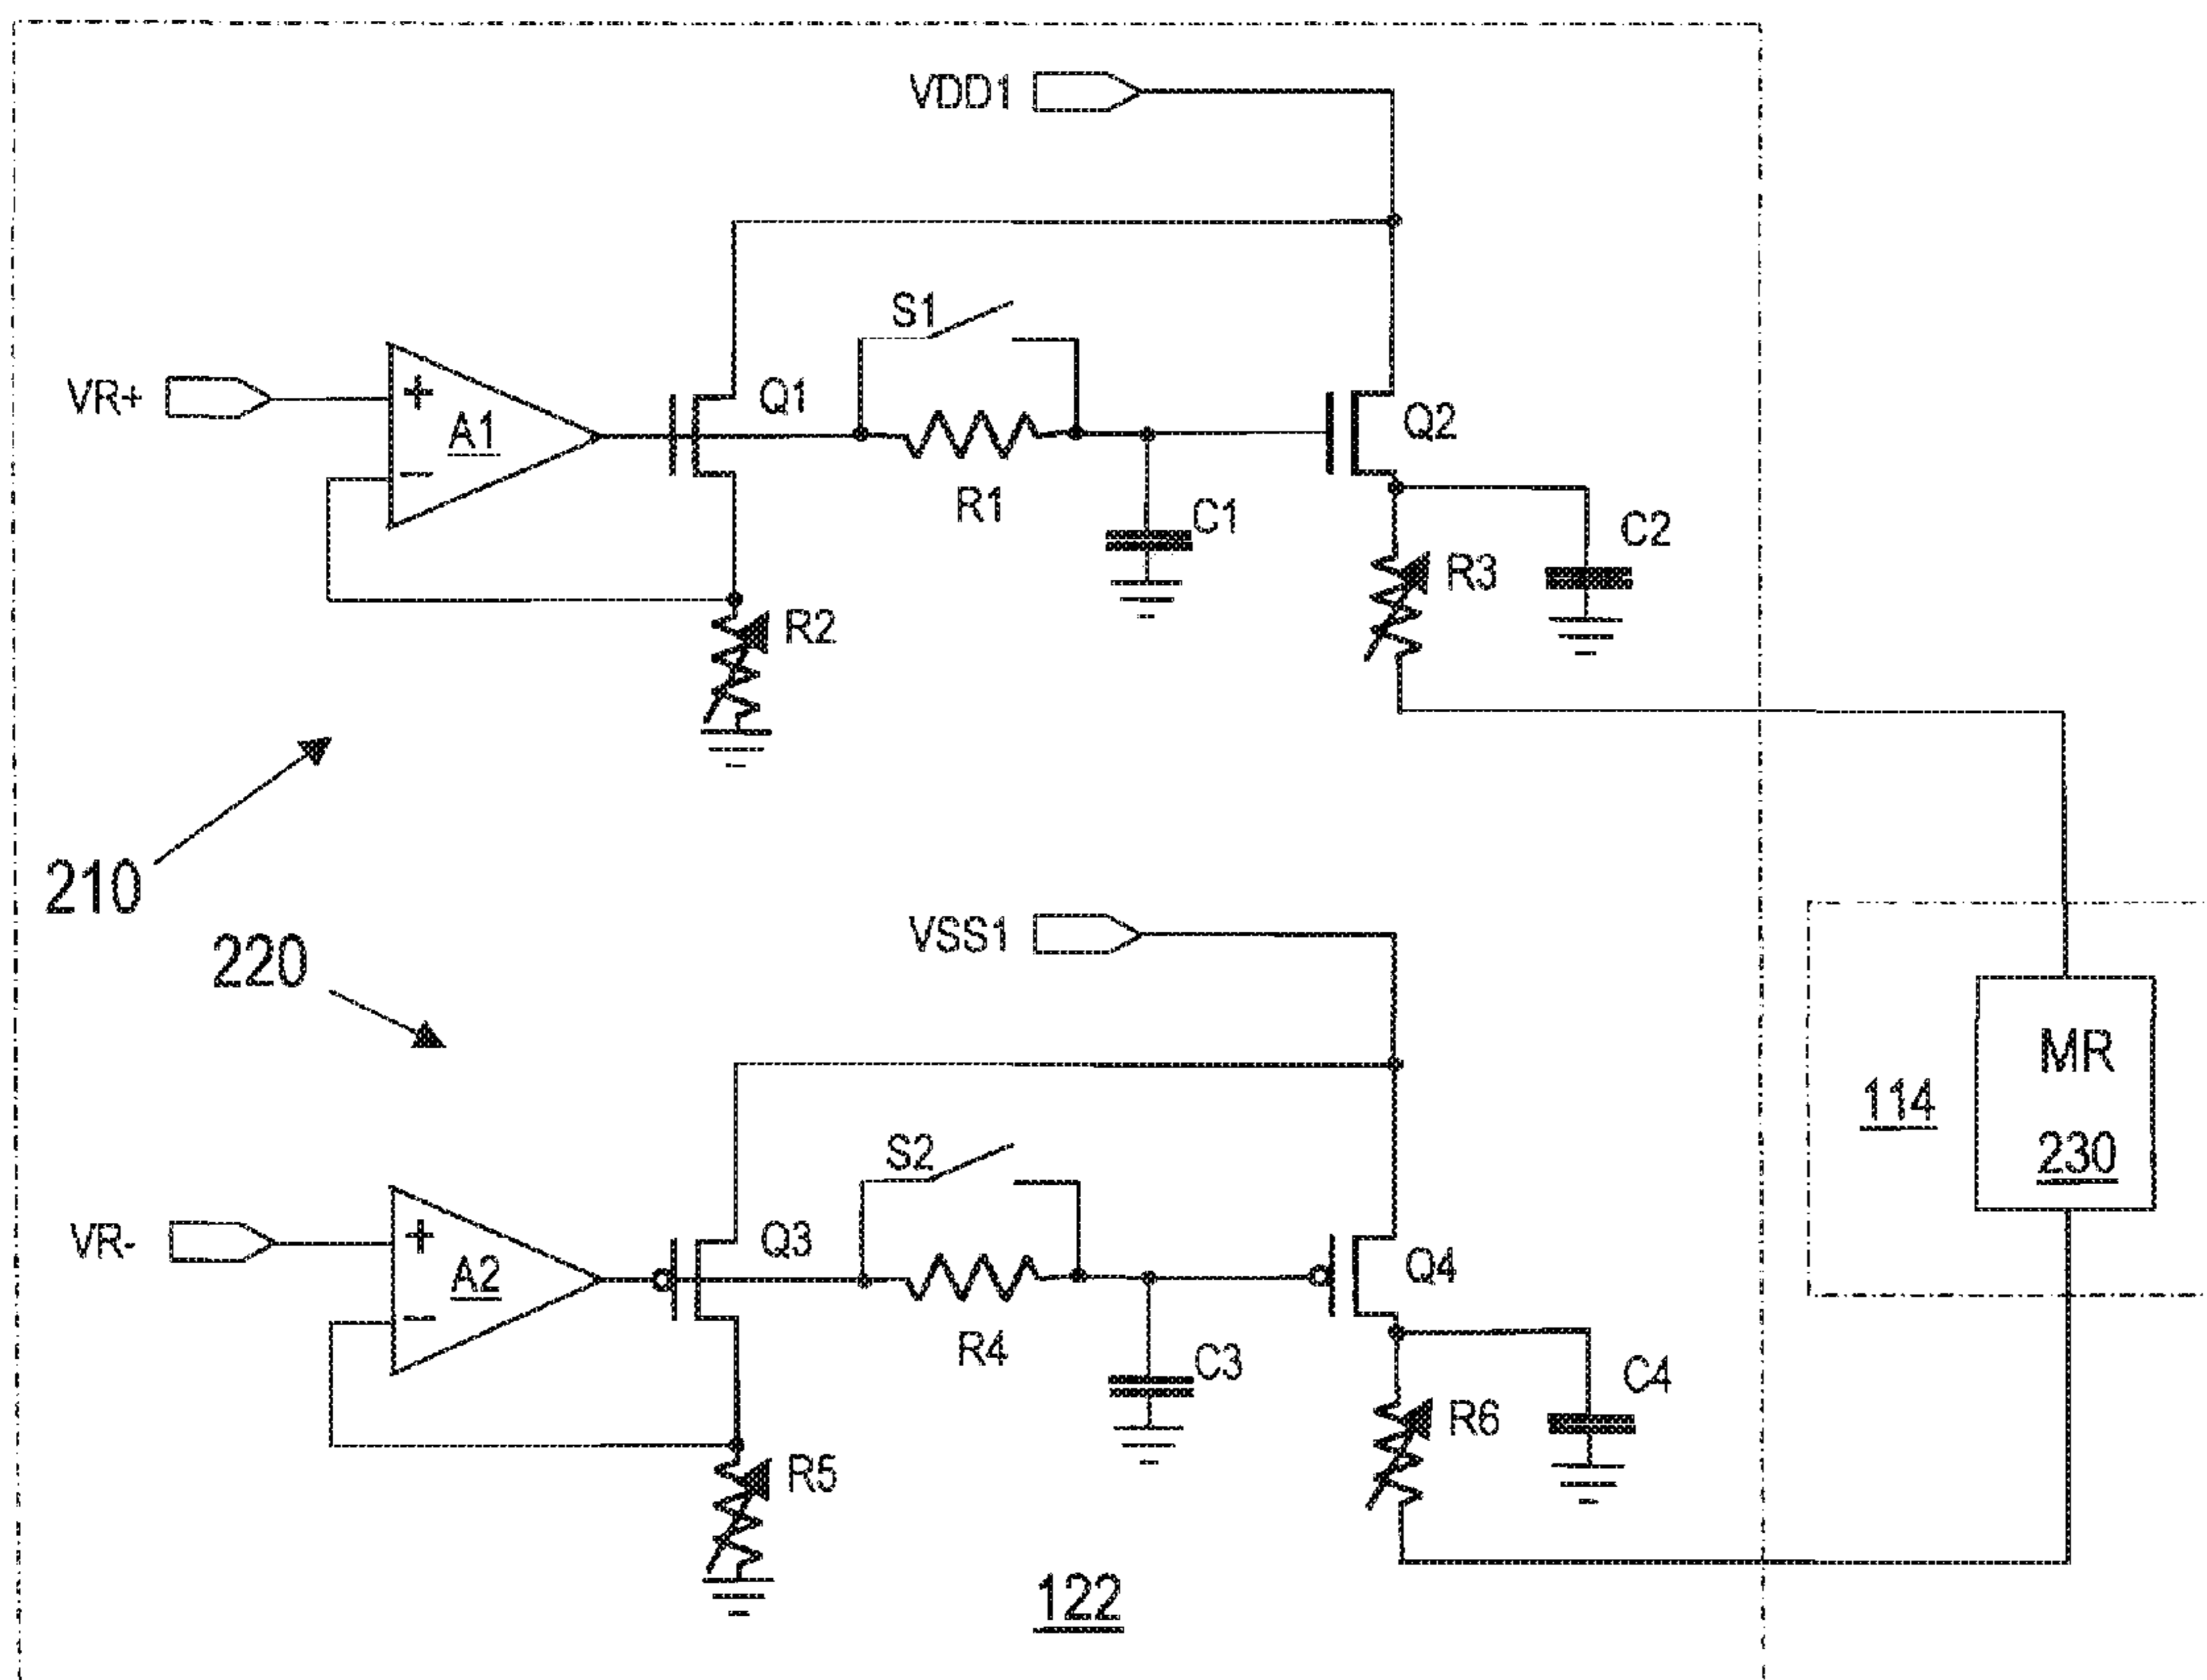 VDD1
S1
VR+
+
A1
−
Q1
Q2
R1
C1
C2
R2
R3
210
220
VSS1
MR
114
230
S2
VR-
+
A2
−
Q3
Q4
R4
C3
C4
R5
R6
122